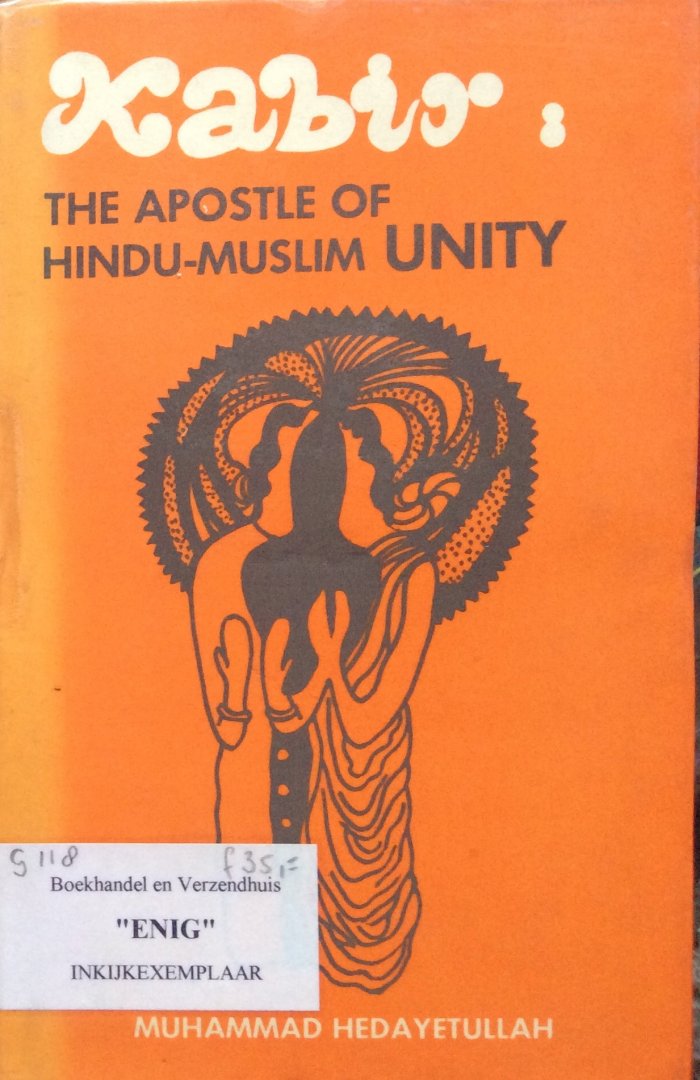 Kabir :
THE APOSTLE OF
HINDU-MUSLIM UNITY
G 118 f 35,=
Boekhandel en Verzendhuis
"ENIG"
INKIJKEXEMPLAAR
MUHAMMAD HEDAYETULLAH